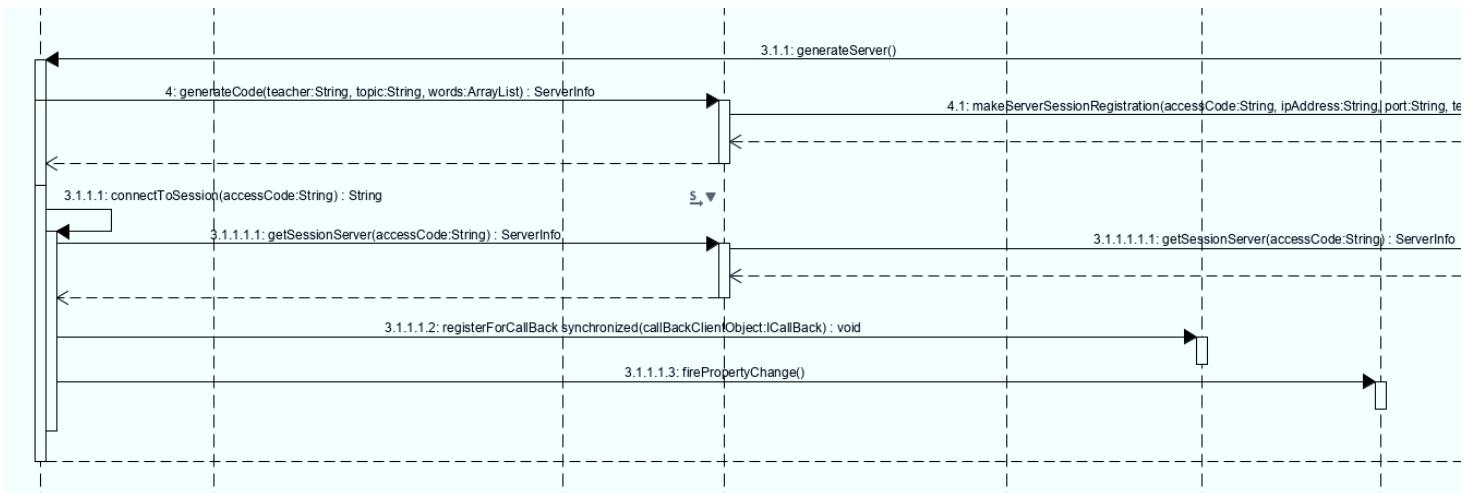 3.1.1: generateServer()
4: generateCode(teacher:String, topic:String, words:ArrayList) : ServerInfo
4.1: makeServerSessionRegistration(accessCode:String, ipAddress:String, port:String, te
3.1.1.1: connectToSession(accessCode:String) : String
S
3.1.1.1.1: getSessionServer(accessCode:String) : ServerInfo
3.1.1.1.1.1: getSessionServer(accessCode:String) : ServerInfo
3.1.1.1.2: registerForCallBack synchronized(callBackClientObject:ICallBack) : void
3.1.1.1.3: firePropertyChange()